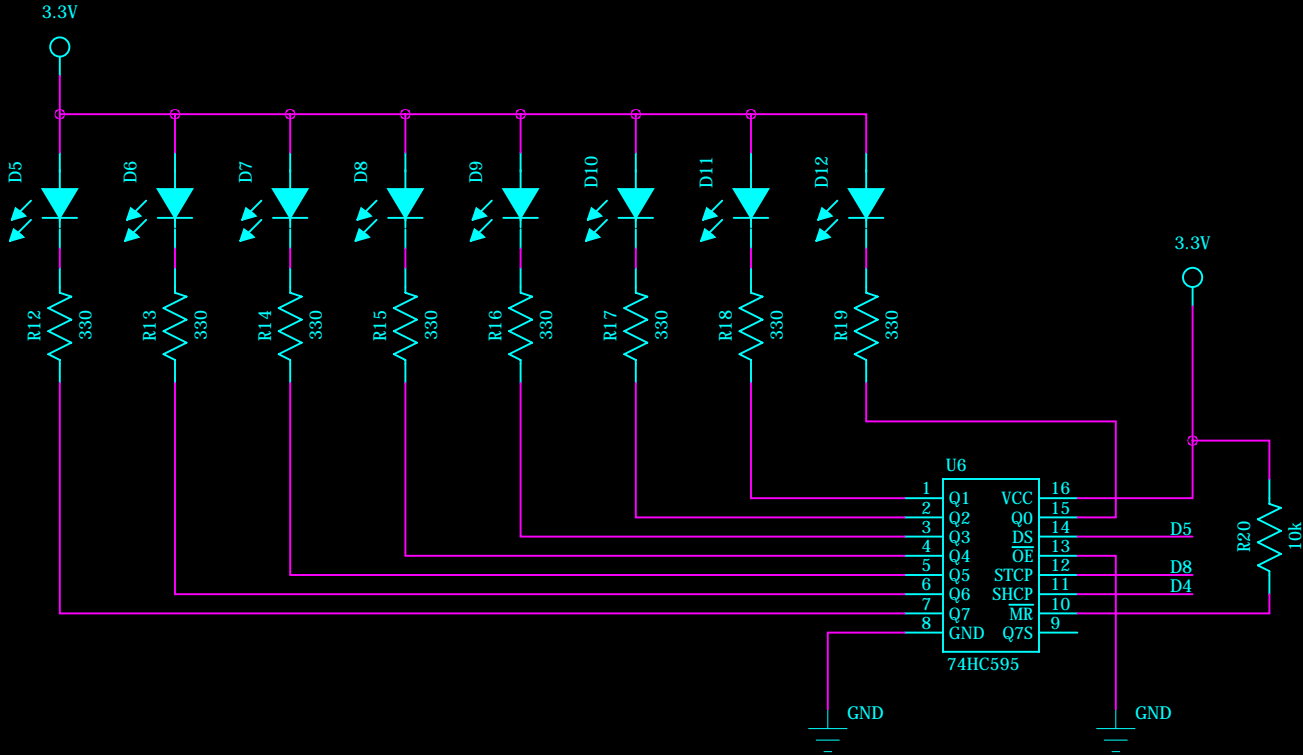 3.3V
D5
D6
D7
D8
D9
D10
D11
D12
3.3V
R12
330
R13
330
R14
330
R15
330
R16
330
R17
330
R18
330
R19
330
U6
1
Q1
VCC
16
2
Q2
Q0
15
3
Q3
DS
14
D5
4
Q4
OE
13
5
Q5
STCP
12
D8
6
Q6
SHCP
11
D4
7
Q7
MR
10
8
GND
Q7S
9
R20
10k
74HC595
GND
GND